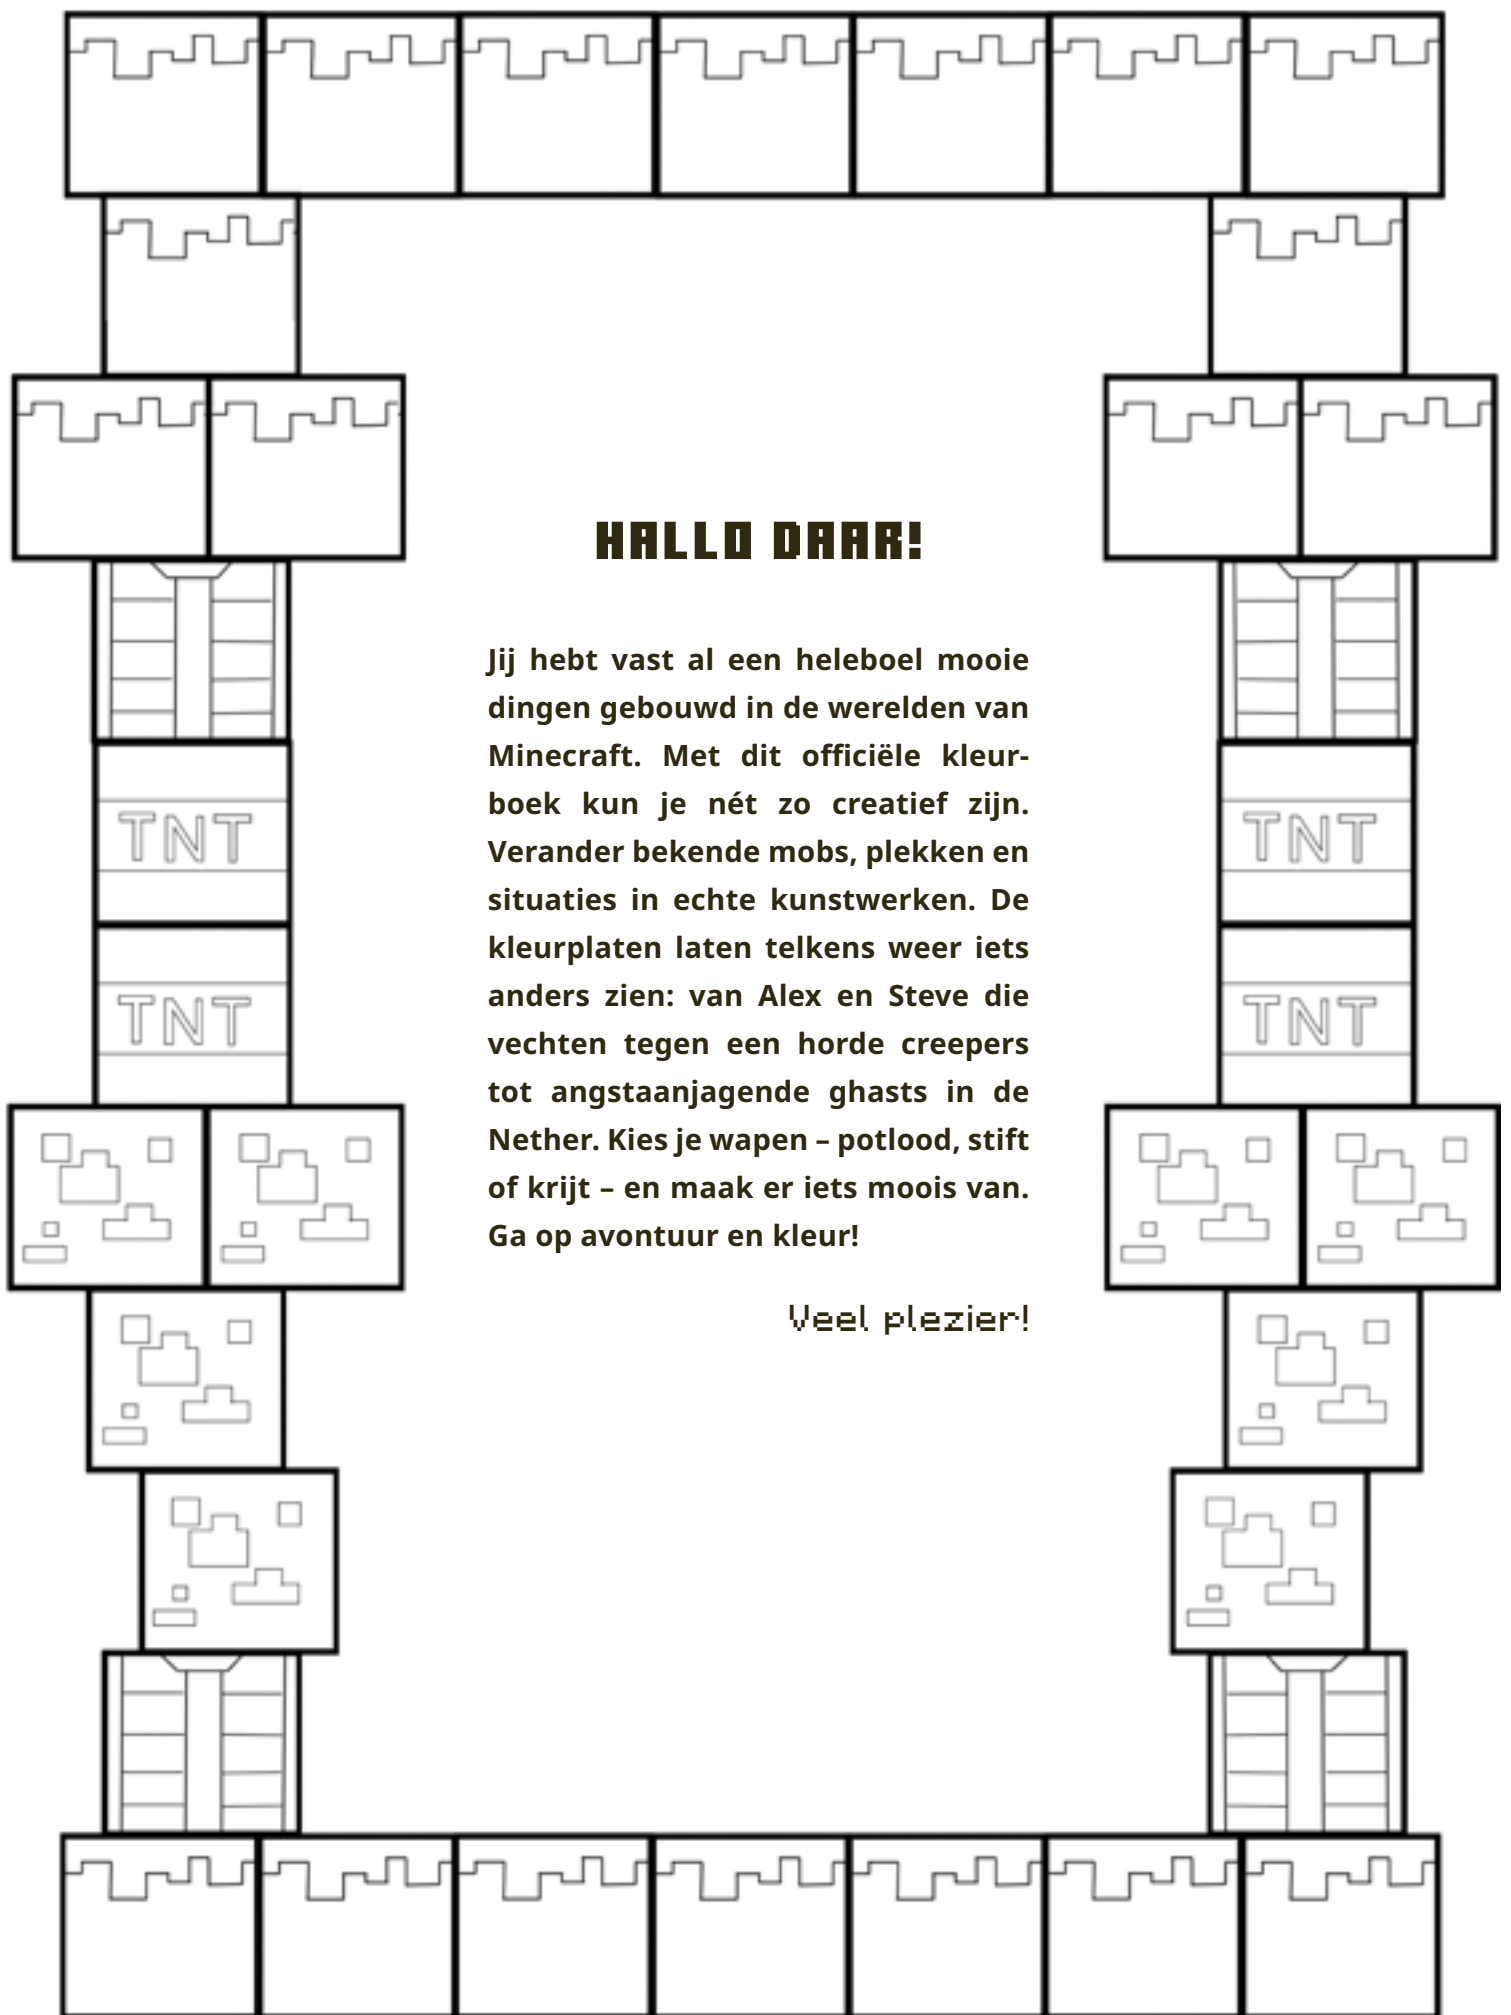 HALLO DAAR!
Jij hebt vast al een heleboel mooie
dingen gebouwd in de werelden van
Minecraft. Met dit officiële kleur-
boek kun je nét zo creatief zijn.
Verander bekende mobs, plekken en
situaties in echte kunstwerken. De
kleurplaten laten telkens weer iets
anders zien: van Alex en Steve die
vechten tegen een horde creepers
tot angstaanjagende ghasts in de
Nether. Kies je wapen – potlood, stift
of krijt – en maak er iets moois van.
Ga op avontuur en kleur!
Veel plezier!
TNT
TNT
TNT
TNT